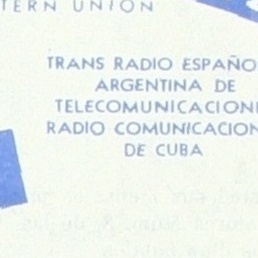 TERN UNION
TRANS RADIO ESPAÑO
ARGENTINA DE
TELECOMUNICACION
RADIO COMUNICACION
DE CUBA